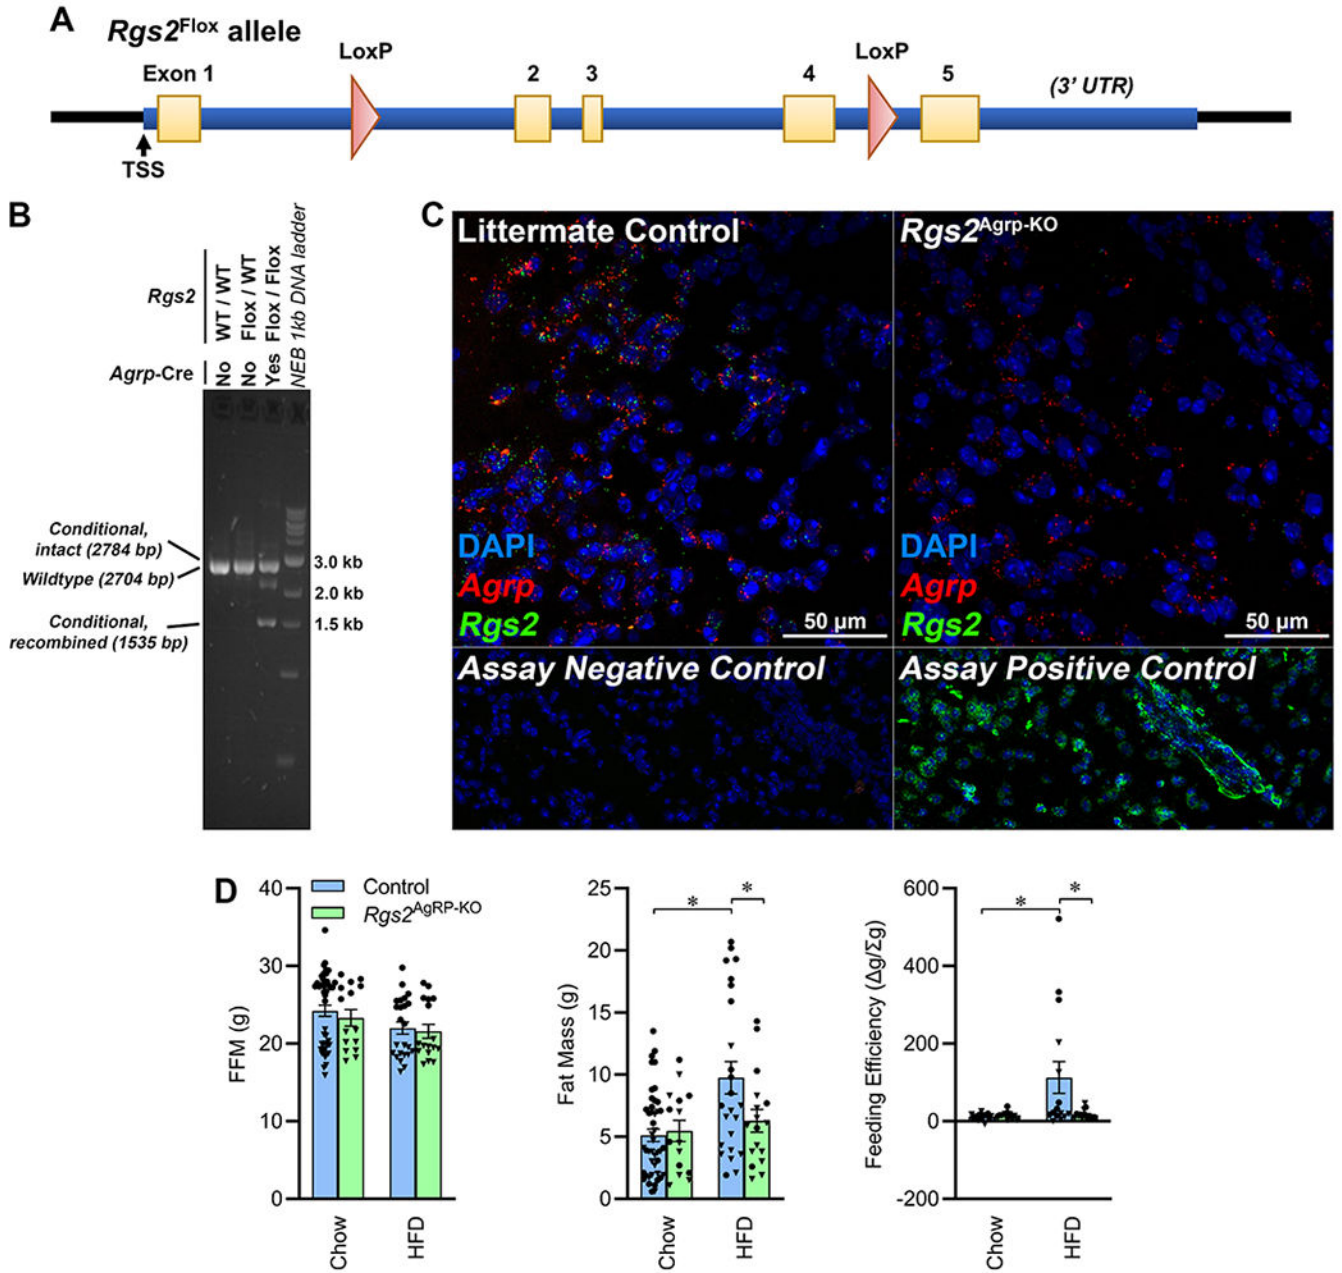 A
Rgs2Flox allele
LoxP
LoxP
Exon 1
2
3
4
5
(3' UTR)
TSS
B
Rgs2
WT / WT
Flox / WT
Flox / Flox
NEB 1kb DNA ladder
Agrp-Cre
No
No
Yes
Conditional,
intact (2784 bp)
Wildtype (2704 bp)
Conditional,
recombined (1535 bp)
3.0 kb
2.0 kb
1.5 kb
C
Littermate Control
Rgs2Agrp-KO
DAPI
Agrp
Rgs2
50 µm
DAPI
Agrp
Rgs2
50 µm
Assay Negative Control
Assay Positive Control
D
Control
Rgs2AgRP-KO
FFM (g)
40
30
20
10
0
Chow
HFD
Fat Mass (g)
25
20
15
10
5
0
*
*
Chow
HFD
Feeding Efficiency (Δg/Σg)
600
400
200
0
-200
*
*
Chow
HFD